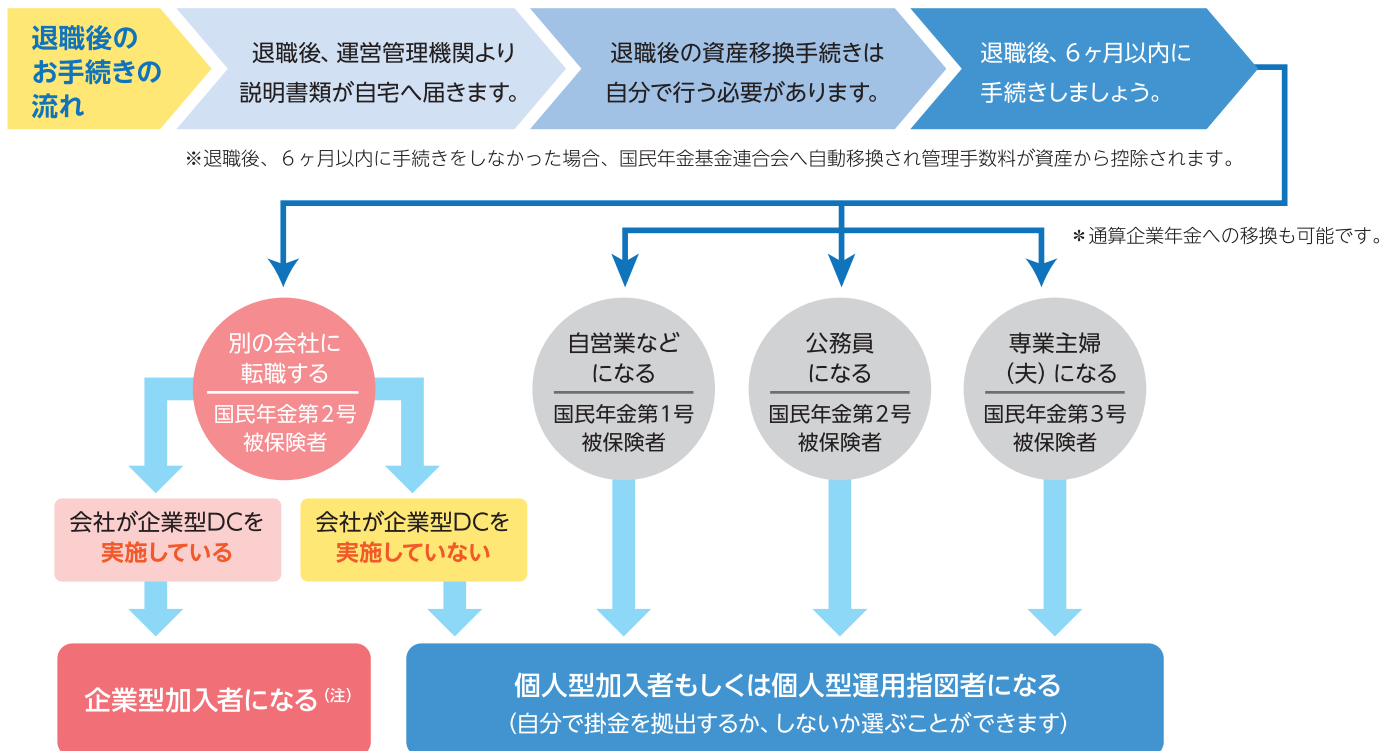 退職後の
お手続きの
流れ
退職後、運営管理機関より
説明書類が自宅へ届きます。
退職後の資産移換手続きは
自分で行う必要があります。
退職後、6ヶ月以内に
手続きしましょう。
※退職後、6ヶ月以内に手続きをしなかった場合、国民年金基金連合会へ自動移換され管理手数料が資産から控除されます。
＊通算企業年金への移換も可能です。
別の会社に
転職する
国民年金第2号
被保険者
自営業など
になる
国民年金第1号
被保険者
公務員
になる
国民年金第2号
被保険者
専業主婦
（夫）になる
国民年金第3号
被保険者
会社が企業型DCを
実施している
会社が企業型DCを
実施していない
企業型加入者になる（注）
個人型加入者もしくは個人型運用指図者になる
（自分で掛金を拠出するか、しないか選ぶことができます）